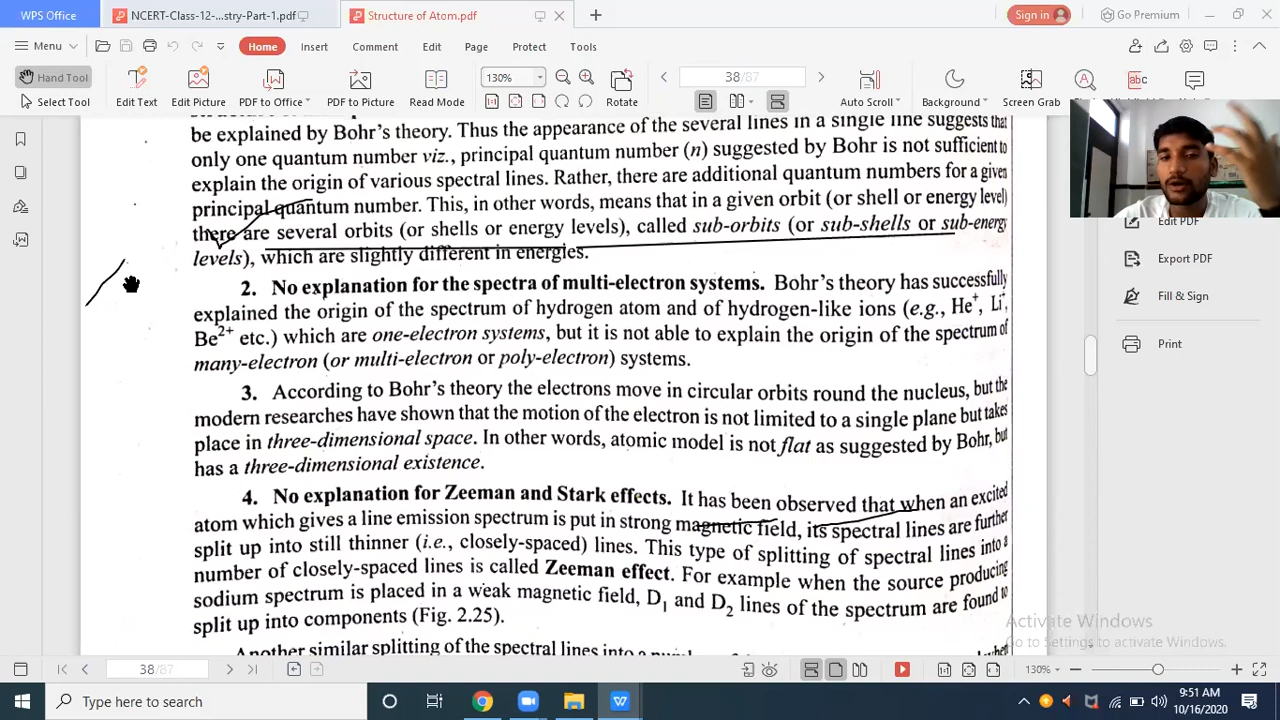 WPS Office
NCERT-Class-12-...stry-Part-1.pdf
Structure of Atom.pdf
Sign in
Go Premium
Menu
Home
Insert
Comment
Edit
Page
Protect
Tools
Hand Tool
Select Text
Edit Text
Edit Picture
PDF to Office
PDF to Picture
Read Mode
130%
Rotate
38/87
Auto Scroll
Background
Screen Grab
be explained by Bohr's theory. Thus the appearance of the several lines in a single line suggests that
only one quantum number viz., principal quantum number (n) suggested by Bohr is not sufficient to
explain the origin of various spectral lines. Rather, there are additional quantum numbers for a given
principal quantum number. This, in other words, means that in a given orbit (or shell or energy level)
there are several orbits (or shells or energy levels), called sub-orbits (or sub-shells or sub-energy
levels), which are slightly different in energies.
2. No explanation for the spectra of multi-electron systems. Bohr's theory has successfully
explained the origin of the spectrum of hydrogen atom and of hydrogen-like ions (e.g., He+, Li
Be2+ etc.) which are one-electron systems, but it is not able to explain the origin of the spectrum of
many-electron (or multi-electron or poly-electron) systems.
3. According to Bohr's theory the electrons move in circular orbits round the nucleus, but the
modern researches have shown that the motion of the electron is not limited to a single plane but takes
place in three-dimensional space. In other words, atomic model is not flat as suggested by Bohr, but
has a three-dimensional existence.
4. No explanation for Zeeman and Stark effects. It has been observed that when an excited
atom which gives a line emission spectrum is put in strong magnetic field, its spectral lines are further
split up into still thinner (i.e., closely-spaced) lines. This type of splitting of spectral lines into a
number of closely-spaced lines is called Zeeman effect. For example when the source producing
sodium spectrum is placed in a weak magnetic field, D1 and D2 lines of the spectrum are found to
split up into components (Fig. 2.25).
Another similar splitting of the spectral lines into a
Edit PDF
Export PDF
Fill & Sign
Print
Activate Windows
Go to Settings to activate Windows.
38/87
130%
Type here to search
9:51 AM
10/16/2020